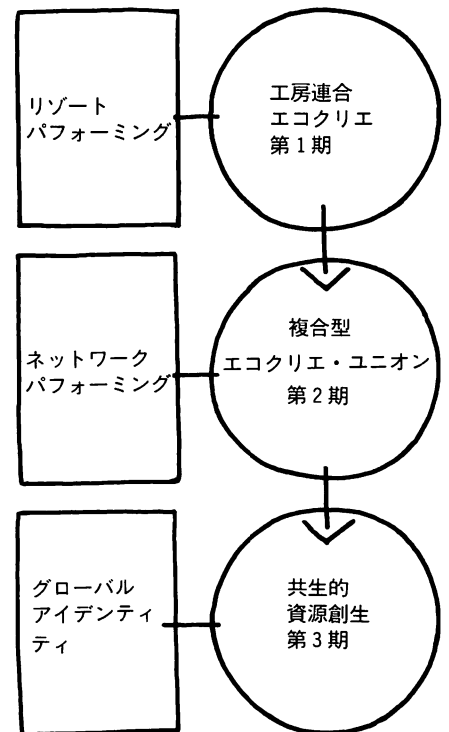 リゾート
パフォーミング
工房連合
エコクリエ
第1期
ネットワーク
パフォーミング
複合型
エコクリエ・ユニオン
第2期
グローバル
アイデンティ
ティ
共生的
資源創生
第3期